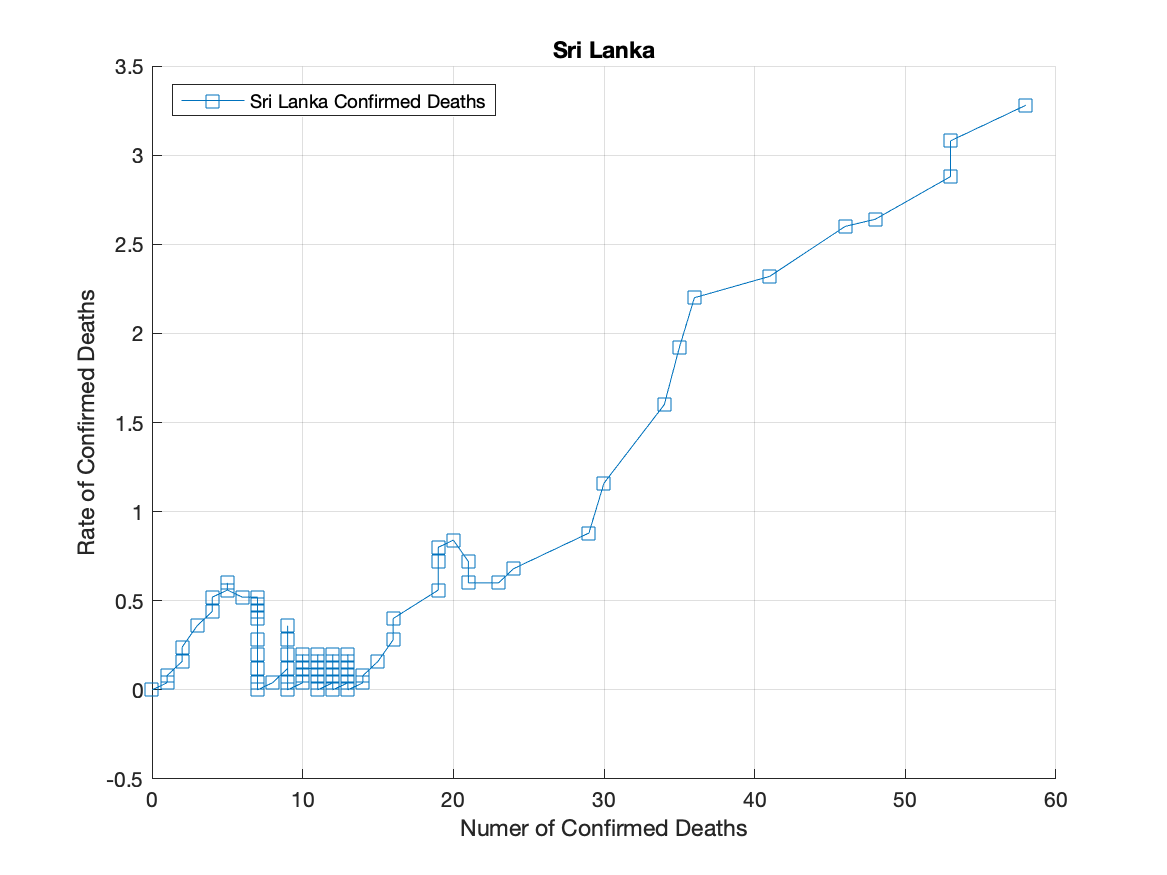 Sri Lanka
Sri Lanka Confirmed Deaths
3.5
3
2.5
2
1.5
1
0.5
0
-0.5
Rate of Confirmed Deaths
0 10 20 30 40 50 60
Numer of Confirmed Deaths